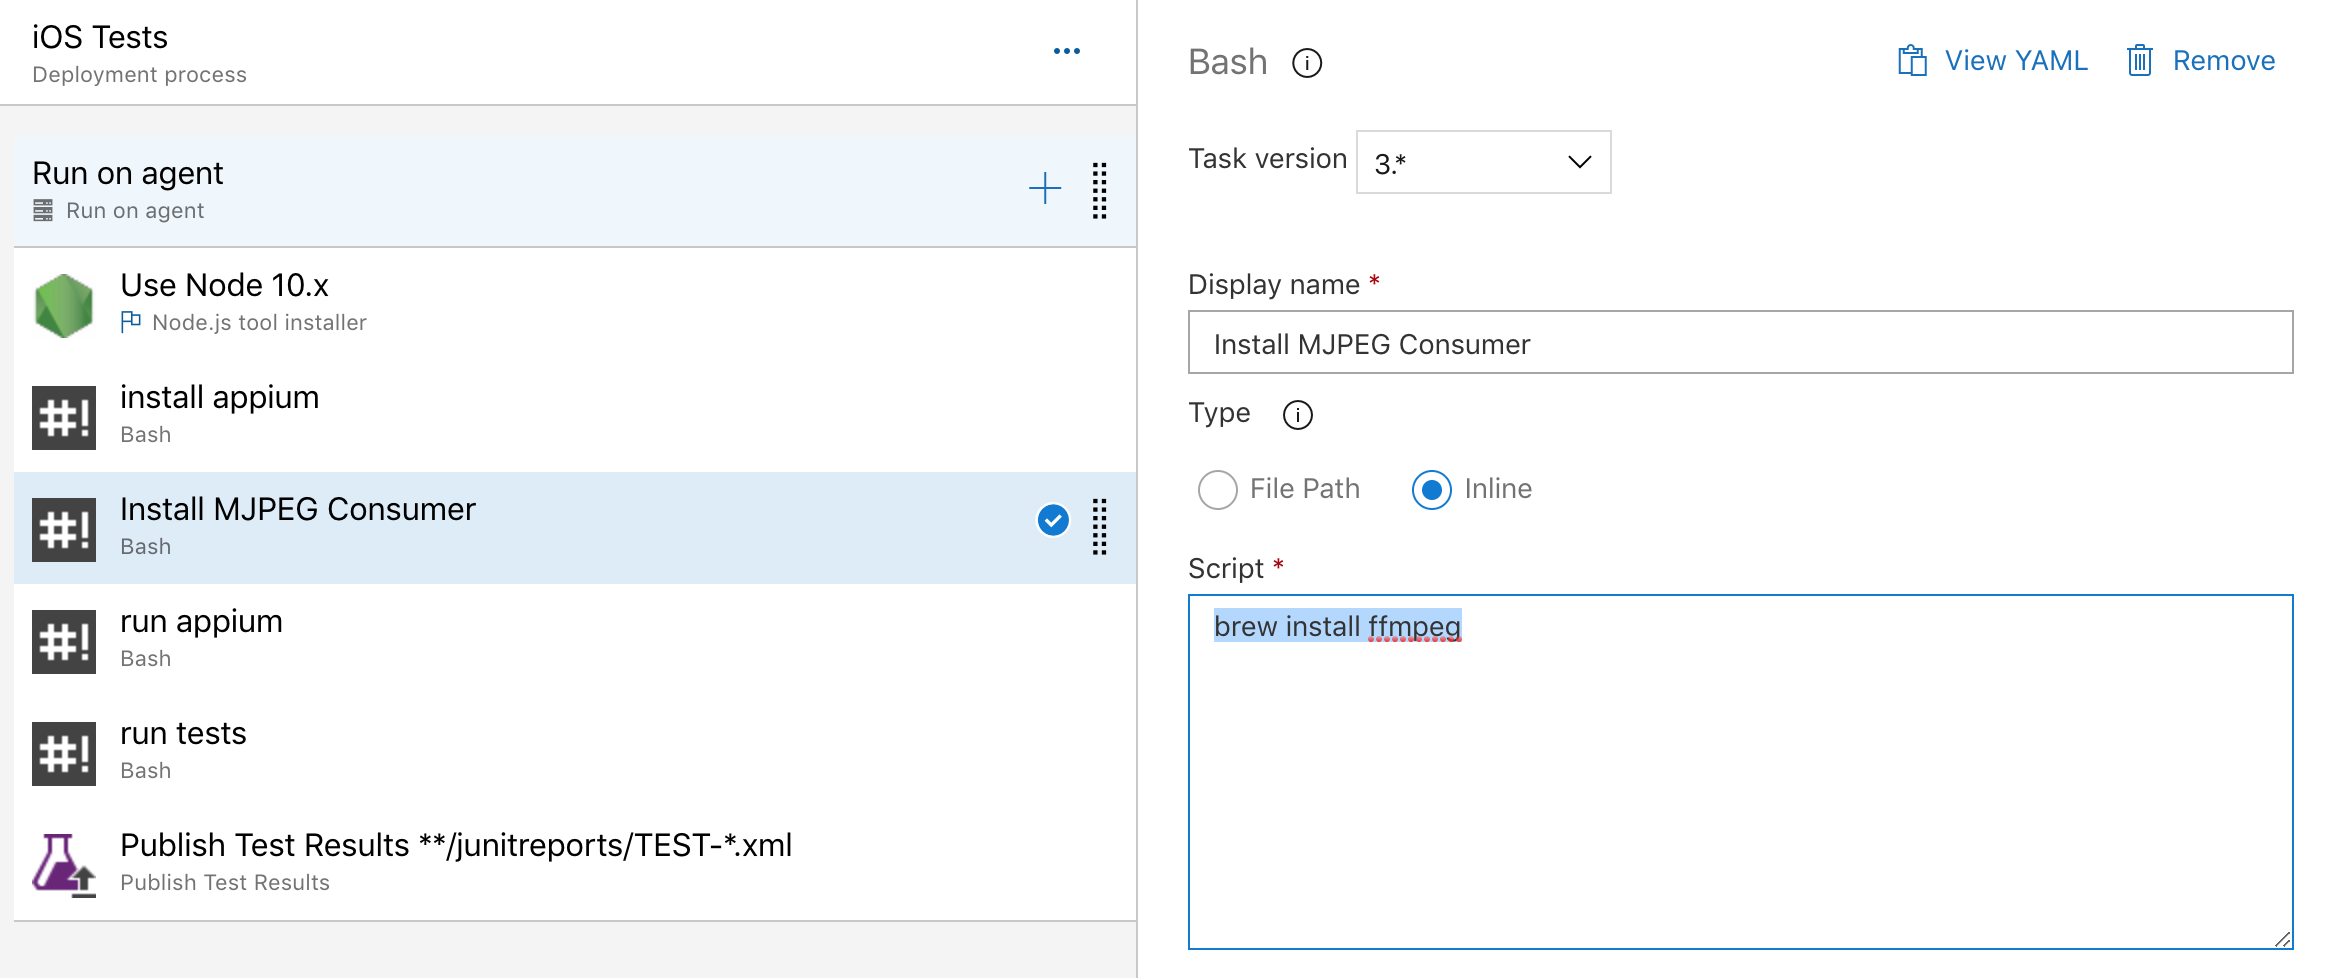 iOS Tests
Deployment process
Run on agent
Run on agent
Use Node 10.x
Node.js tool installer
#!
install appium
Bash
#!
Install MJPEG Consumer
Bash
#!
run appium
Bash
#!
run tests
Bash
Publish Test Results **/junitreports/TEST-*.xml
Publish Test Results
Bash
View YAML
Remove
Task version 3.*
Display name *
Install MJPEG Consumer
Type
File Path
Inline
Script *
brew install ffmpeg